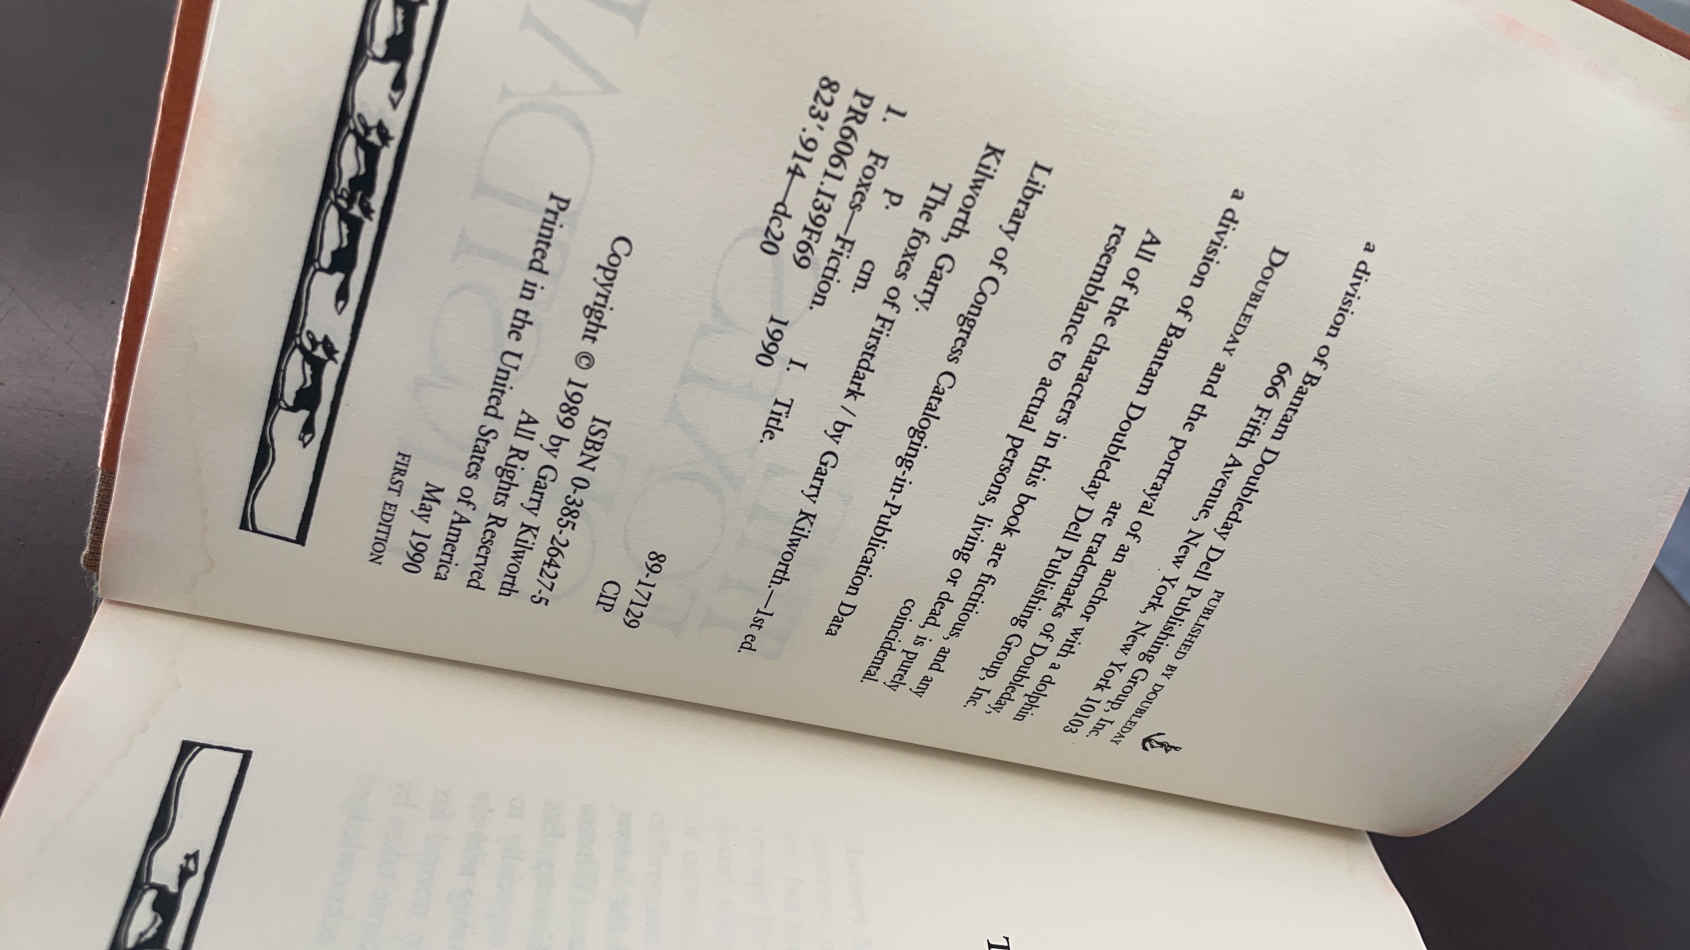 PUBLISHED BY DOUBLEDAY
a division of Bantam Doubleday Dell Publishing Group, Inc.
666 Fifth Avenue, New York, New York 10103
DOUBLEDAY and the portrayal of an anchor with a dolphin
are trademarks of Doubleday,
a division of Bantam Doubleday Dell Publishing Group, Inc.
All of the characters in this book are fictitious, and any
resemblance to actual persons, living or dead, is purely
coincidental.
Library of Congress Cataloging-in-Publication Data
Kilworth, Garry.
The foxes of Firstdark / by Garry Kilworth.—1st ed.
p. cm.
1. Foxes—Fiction. I. Title.
PR6061.I39F69 1990
823'.914—dc20 89-17129
CIP
ISBN 0-385-26427-5
Copyright © 1989 by Garry Kilworth
All Rights Reserved
Printed in the United States of America
May 1990
FIRST EDITION